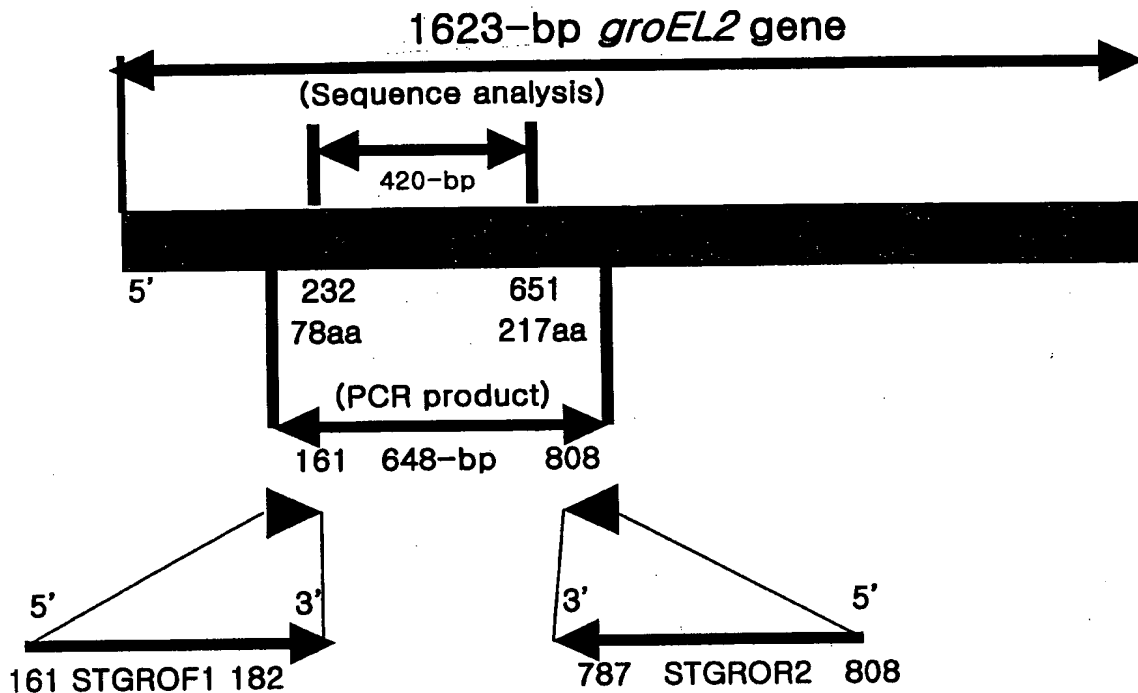 1623-bp groEL2 gene
(Sequence analysis)
420-bp
5'
232 651
78aa 217aa
(PCR product)
161 648-bp 808
5' 3' 3' 5'
161 STGROF1 182 787 STGROR2 808